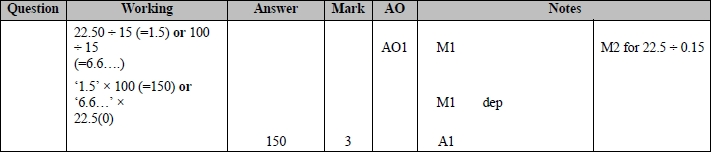 Question Working Answer Mark AO Notes
22.50 ÷ 15 (=1.5) or 100
÷ 15
(=6.6….)
AO1 M1 M2 for 22.5 ÷ 0.15
‘1.5’ × 100 (=150) or
‘6.6…’ ×
22.5(0)
M1 dep
150 3 A1